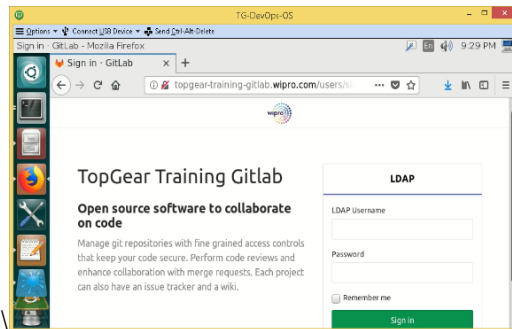 TG-DevOps-OS
Options Connect USB Device Send Ctrl-Alt-Delete
Sign in · GitLab - Mozilla Firefox En 9:29 PM
Sign in · GitLab × +
topgear-training-gitlab.wipro.com/users/
wipro
TopGear Training Gitlab
LDAP
Open source software to collaborate
on code
LDAP Username
Manage git repositories with fine grained access controls
that keep your code secure. Perform code reviews and
enhance collaboration with merge requests. Each project
can also have an issue tracker and a wiki.
Password
Remember me
Sign in
\